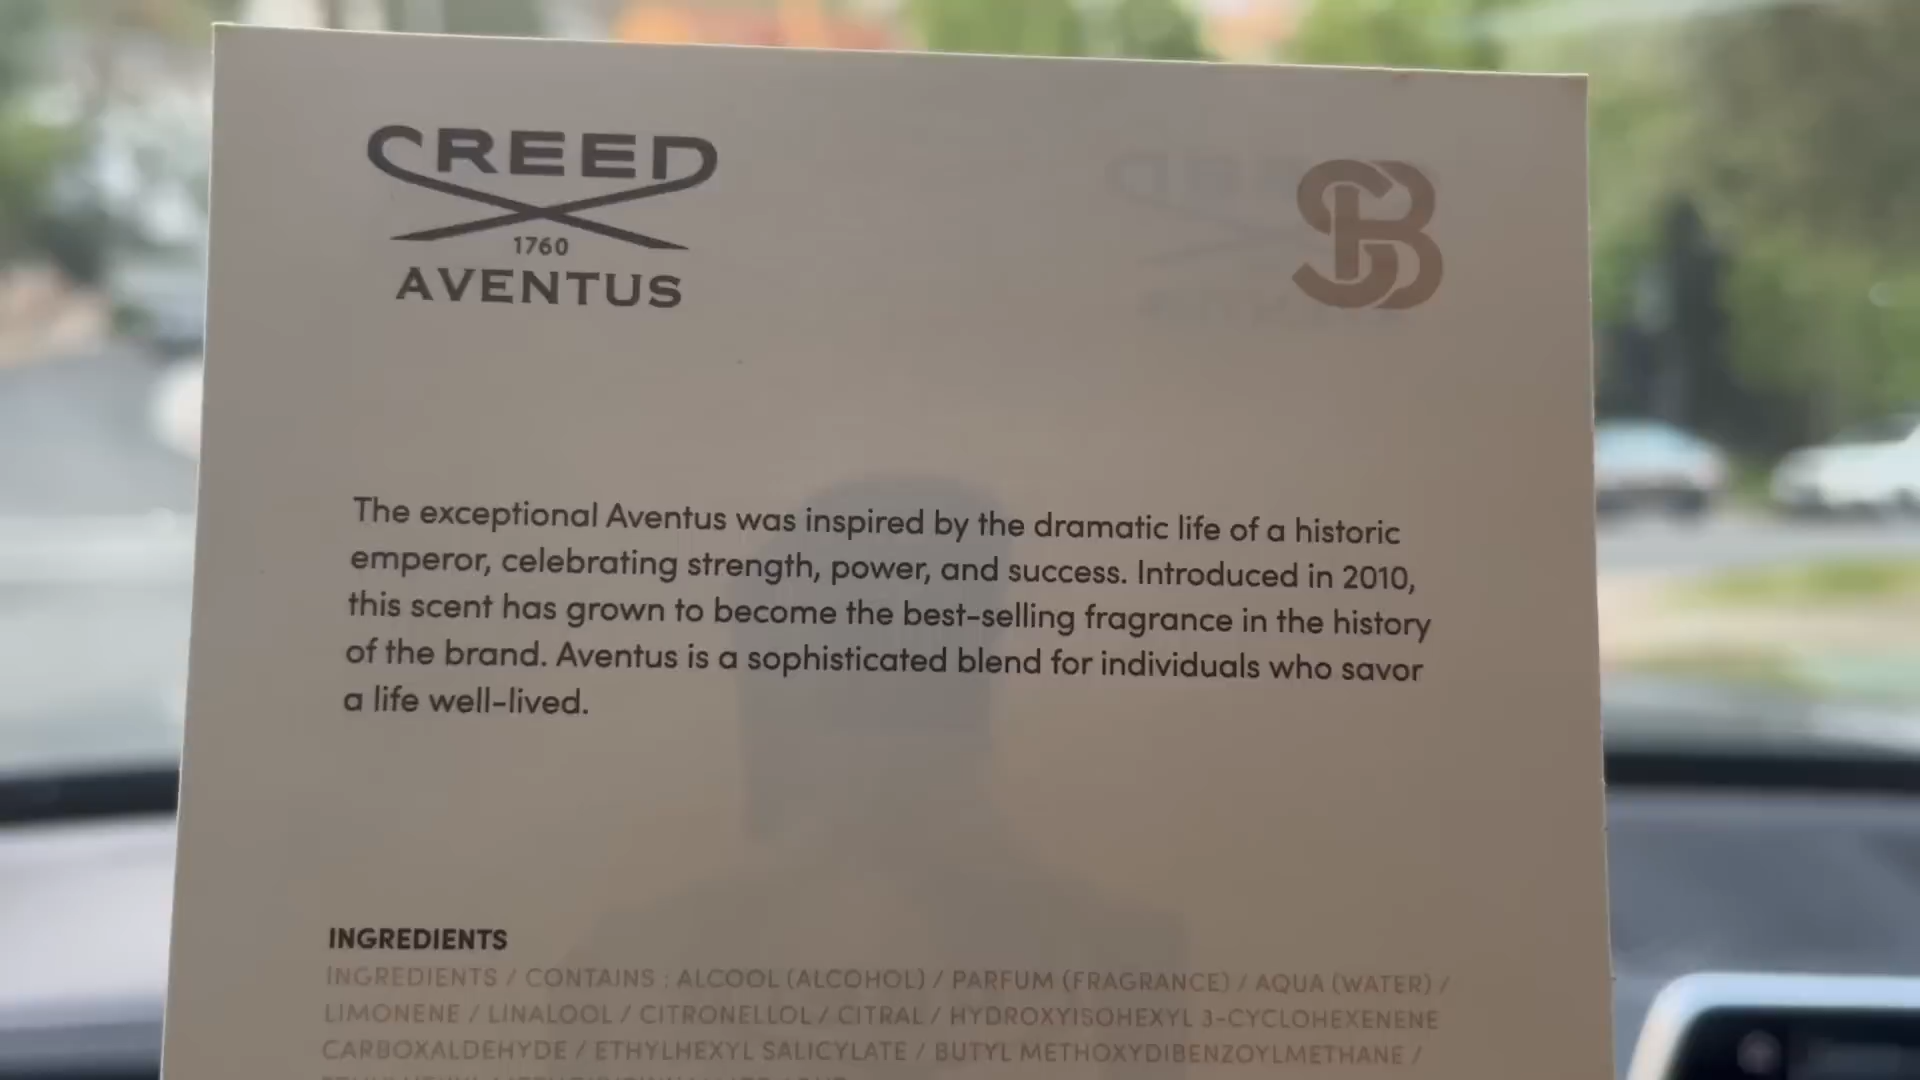 CREED
1760
AVENTUS
SB
The exceptional Aventus was inspired by the dramatic life of a historic
emperor, celebrating strength, power, and success. Introduced in 2010,
this scent has grown to become the best-selling fragrance in the history
of the brand. Aventus is a sophisticated blend for individuals who savor
a life well-lived.
INGREDIENTS
INGREDIENTS / CONTAINS : ALCOOL (ALCOHOL) / PARFUM (FRAGRANCE) / AQUA (WATER) /
LIMONENE / LINALOOL / CITRONELLOL / CITRAL / HYDROXYISOHEXYL 3-CYCLOHEXENENE
CARBOXALDEHYDE / ETHYLHEXYL SALICYLATE / BUTYL METHOXYDIBENZOYLMETHANE /